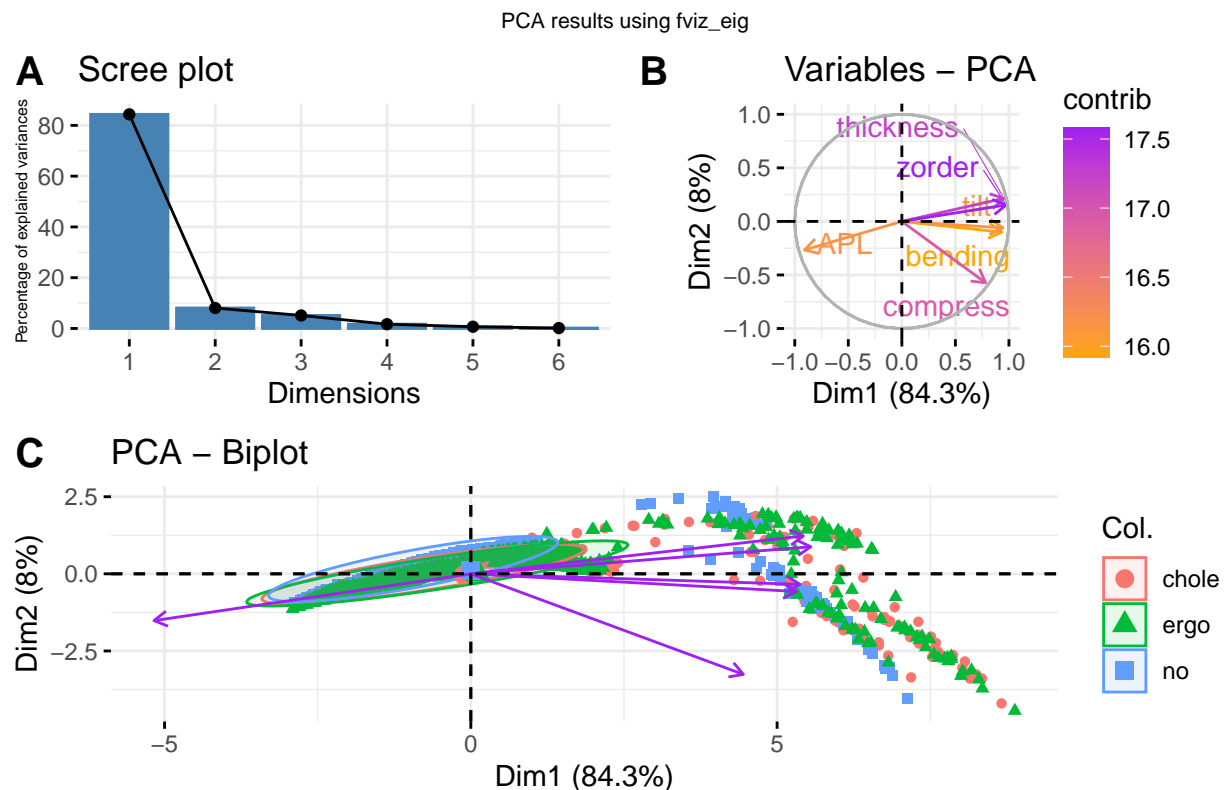 PCA results using fviz_eig
A Scree plot
Percentage of explained variances
80
60
40
20
0
1 2 3 4 5 6
Dimensions
B Variables − PCA
Dim2 (8%)
1.0
0.5
0.0
−0.5
−1.0
thickness
zorder
tilt
APL
bending
compress
−1.0 −0.5 0.0 0.5 1.0
Dim1 (84.3%)
contrib
17.5
17.0
16.5
16.0
C PCA − Biplot
Dim2 (8%)
2.5
0.0
−2.5
−5 0 5
Dim1 (84.3%)
Col.
chole
ergo
no